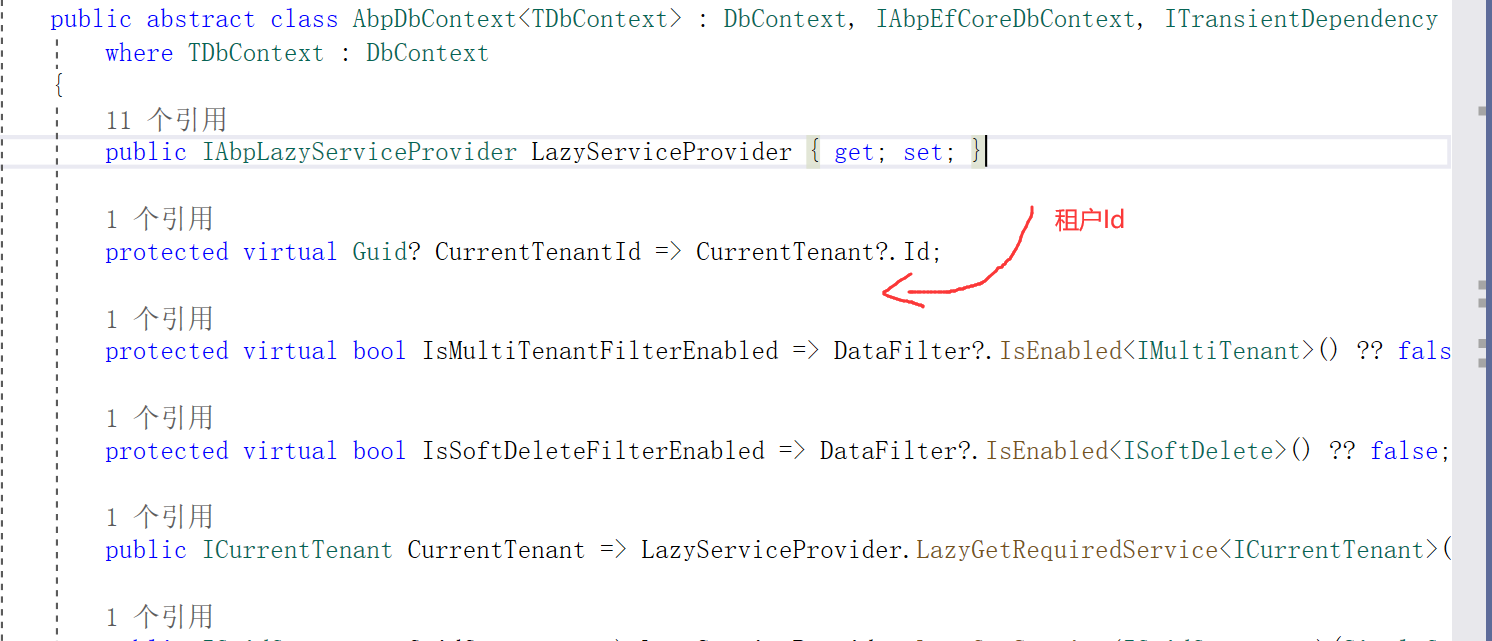 public abstract class AbpDbContext<TDbContext> : DbContext, IAbpEfCoreDbContext, ITransientDependency
where TDbContext : DbContext
{
11 个引用
public IAbpLazyServiceProvider LazyServiceProvider { get; set; }
1 个引用
租户Id
protected virtual Guid? CurrentTenantId => CurrentTenant?.Id;
1 个引用
protected virtual bool IsMultiTenantFilterEnabled => DataFilter?.IsEnabled<IMultiTenant>() ?? fals
1 个引用
protected virtual bool IsSoftDeleteFilterEnabled => DataFilter?.IsEnabled<ISoftDelete>() ?? false;
1 个引用
public ICurrentTenant CurrentTenant => LazyServiceProvider.LazyGetRequiredService<ICurrentTenant>(
1 个引用